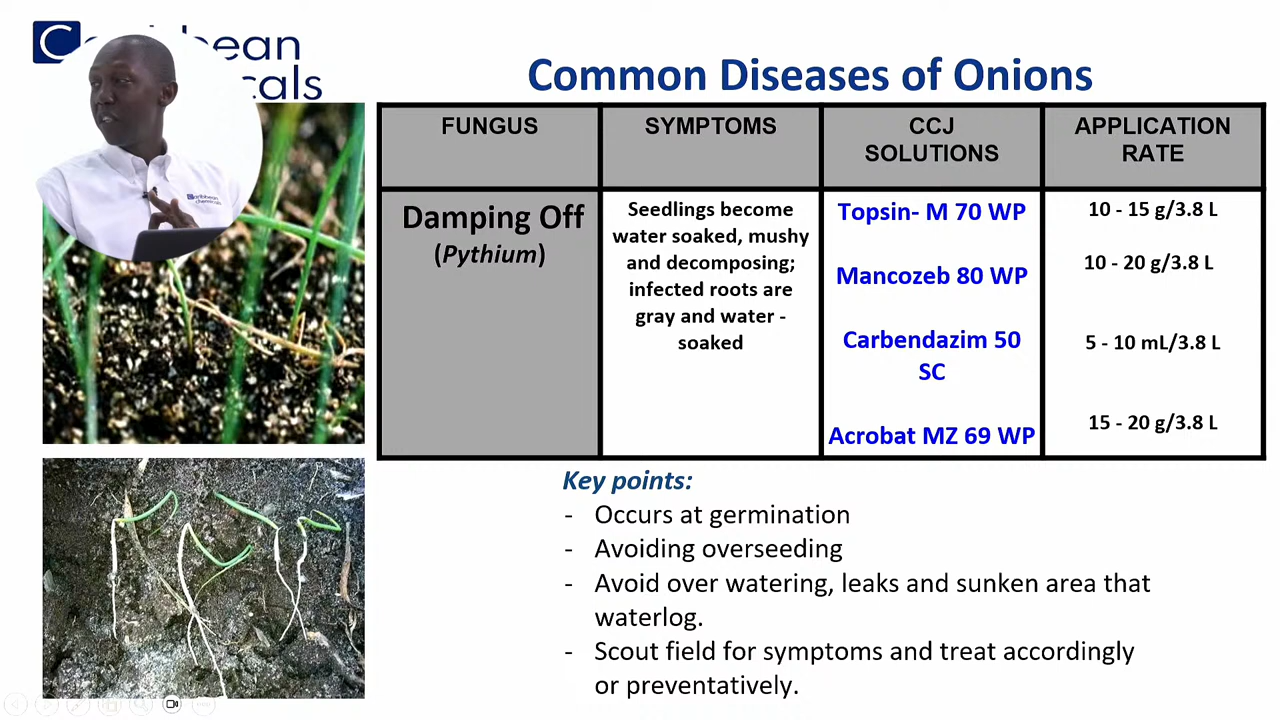 Common Diseases of Onions
FUNGUS
SYMPTOMS
CCJ
SOLUTIONS
APPLICATION
RATE
Damping Off
(Pythium)
Seedlings become
water soaked, mushy
and decomposing;
infected roots are
gray and water -
soaked
Topsin- M 70 WP
10 - 15 g/3.8 L
Mancozeb 80 WP
10 - 20 g/3.8 L
Carbendazim 50
SC
5 - 10 mL/3.8 L
Acrobat MZ 69 WP
15 - 20 g/3.8 L
Key points:
- Occurs at germination
- Avoiding overseeding
- Avoid over watering, leaks and sunken area that
waterlog.
- Scout field for symptoms and treat accordingly
or preventatively.